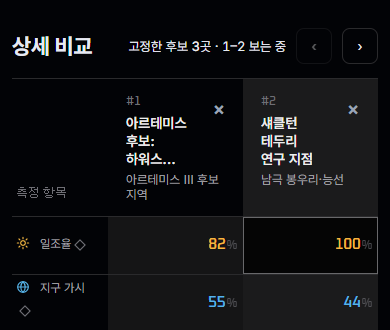 상세 비교
고정한 후보 3곳 · 1–2 보는 중
‹ ›
#1
×
아르테미스
후보:
하워스...
아르테미스 III 후보
지역
#2
×
섀클턴
테두리
연구 지점
남극 봉우리·능선
측정 항목
일조율 ◇ 82% 100%
지구 가시
◇
55% 44%